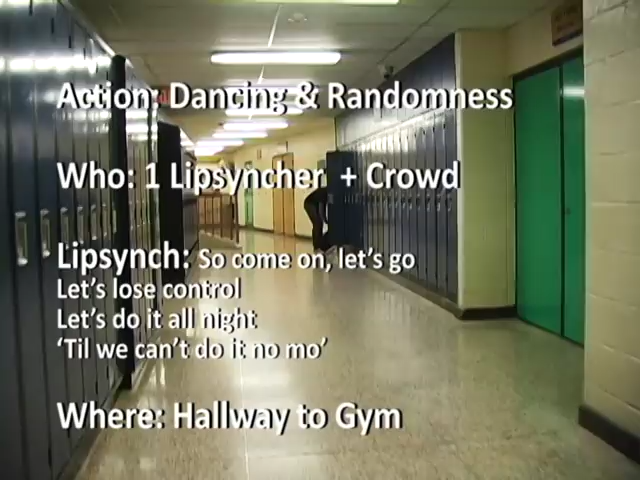 Action: Dancing & Randomness
Who: 1 Lipsyncher + Crowd
Lipsynch: So come on, let's go
Let's lose control
Let's do it all night
'Til we can't do it no mo'
Where: Hallway to Gym